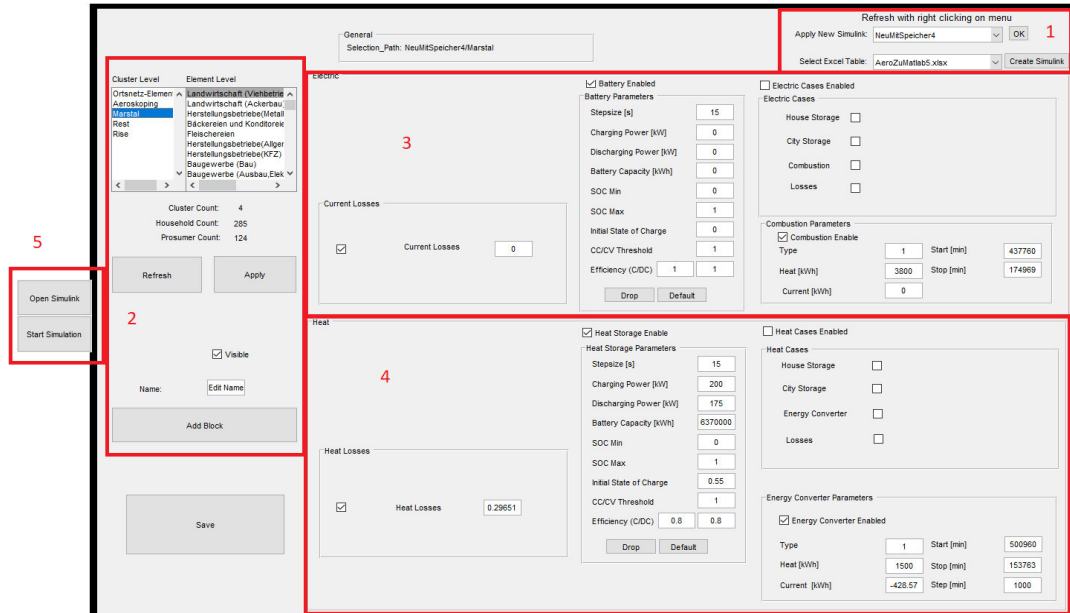 Refresh with right clicking on menu
Apply New Simulink: NeuMitSpeicher4 OK 1
Select Excel Table: AeroZuMatlab5.xlsx Create Simulink
General
Selection_Path: NeuMitSpeicher4/Marstal
Cluster Level Element Level
Ortsnetz-Element Landwirtschaft (Viehbetrie
Aeroskoping Landwirtschaft (Ackerbau
Marstal Herstellungsbetriebe(Metall
Rest Bäckereien und Konditoreie
Rise Fleischereien
Herstellungsbetriebe(Allger
Herstellungsbetriebe(KFZ)
Baugewerbe (Bau)
Baugewerbe (Ausbau,Elek
Cluster Count: 4
Household Count: 285
Prosumer Count: 124
Refresh Apply
2
Visible
Name: Edit Name
Add Block
Save
5
Open Simulink
Start Simulation
Electric
3
Current Losses
Current Losses 0
Battery Enabled
Battery Parameters
Stepsize [s] 15
Charging Power [kW] 0
Discharging Power [kW] 0
Battery Capacity [kWh] 0
SOC Min 0
SOC Max 1
Initial State of Charge 0
CC/CV Threshold 1
Efficiency (C/DC) 1 1
Drop Default
Electric Cases Enabled
Electric Cases
House Storage
City Storage
Combustion
Losses
Combustion Parameters
Combustion Enable
Type 1 Start [min] 437760
Heat [kWh] 3800 Stop [min] 174969
Current [kWh] 0
Heat
4
Heat Losses
Heat Losses 0.29651
Heat Storage Enable
Heat Storage Parameters
Stepsize [s] 15
Charging Power [kW] 200
Discharging Power [kW] 175
Battery Capacity [kWh] 6370000
SOC Min 0
SOC Max 1
Initial State of Charge 0.55
CC/CV Threshold 1
Efficiency (C/DC) 0.8 0.8
Drop Default
Heat Cases Enabled
Heat Cases
House Storage
City Storage
Energy Converter
Losses
Energy Converter Parameters
Energy Converter Enabled
Type 1 Start [min] 500960
Heat [kWh] 1500 Stop [min] 153763
Current [kWh] -428.57 Step [min] 1000